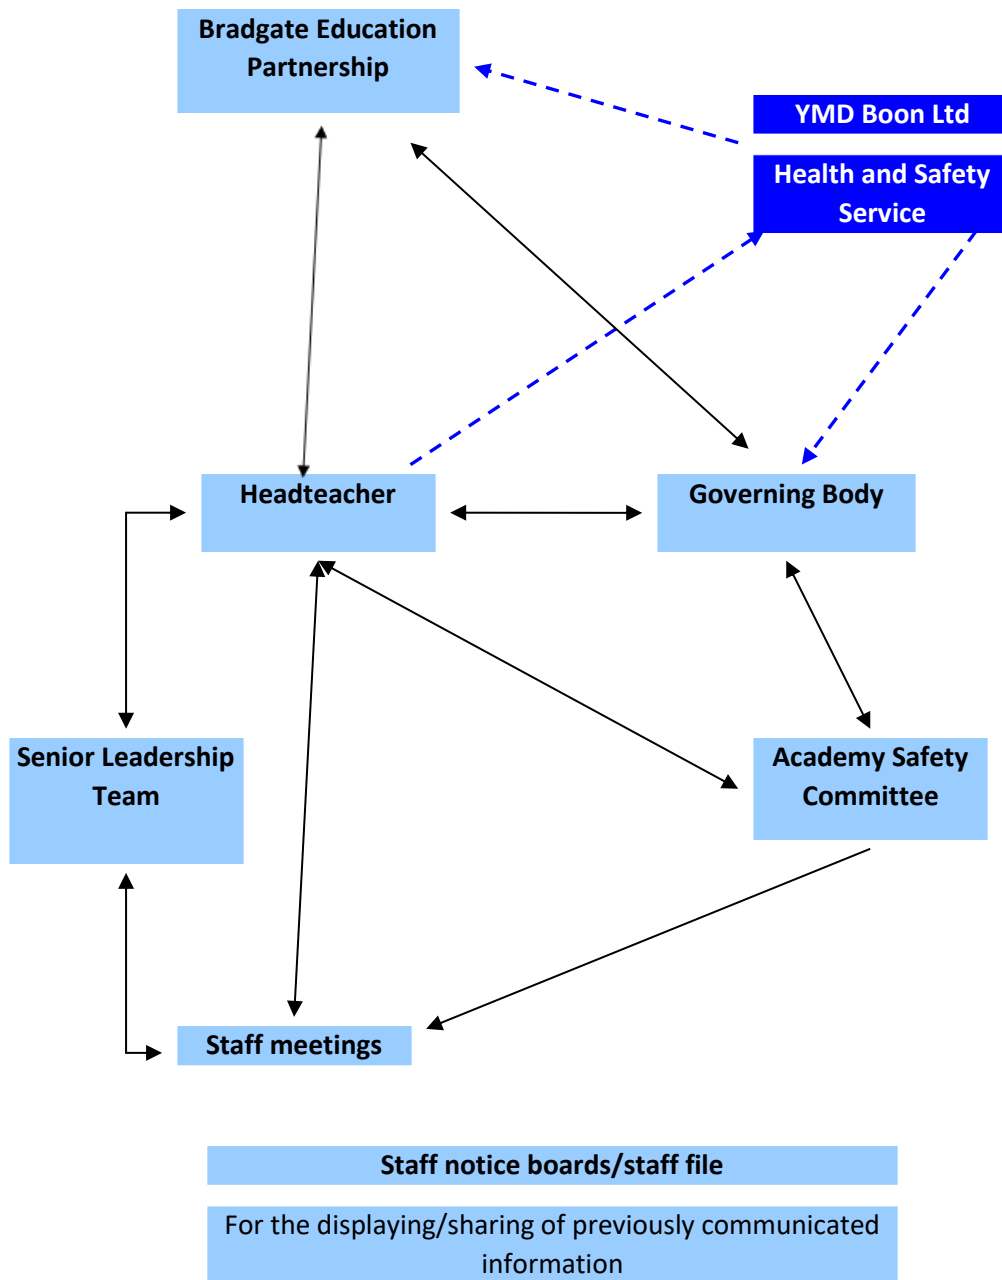 Bradgate Education
Partnership
YMD Boon Ltd
Health and Safety
Service
Headteacher
Governing Body
Senior Leadership
Team
Academy Safety
Committee
Staff meetings
Staff notice boards/staff file
For the displaying/sharing of previously communicated
information